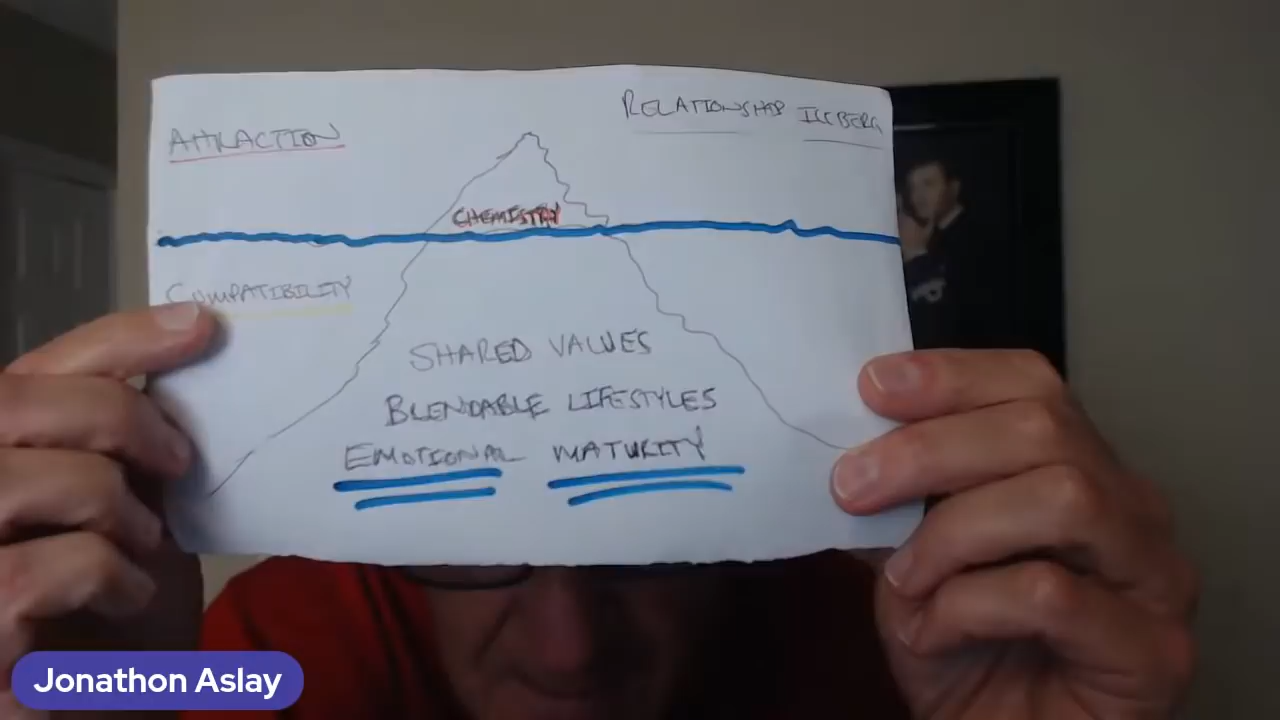 RELATIONSHIP ICEBERG
ATTRACTION
CHEMISTRY
COMPATIBILITY
SHARED VALUES
BLENDABLE LIFESTYLES
EMOTIONAL MATURITY
Jonathon Aslay